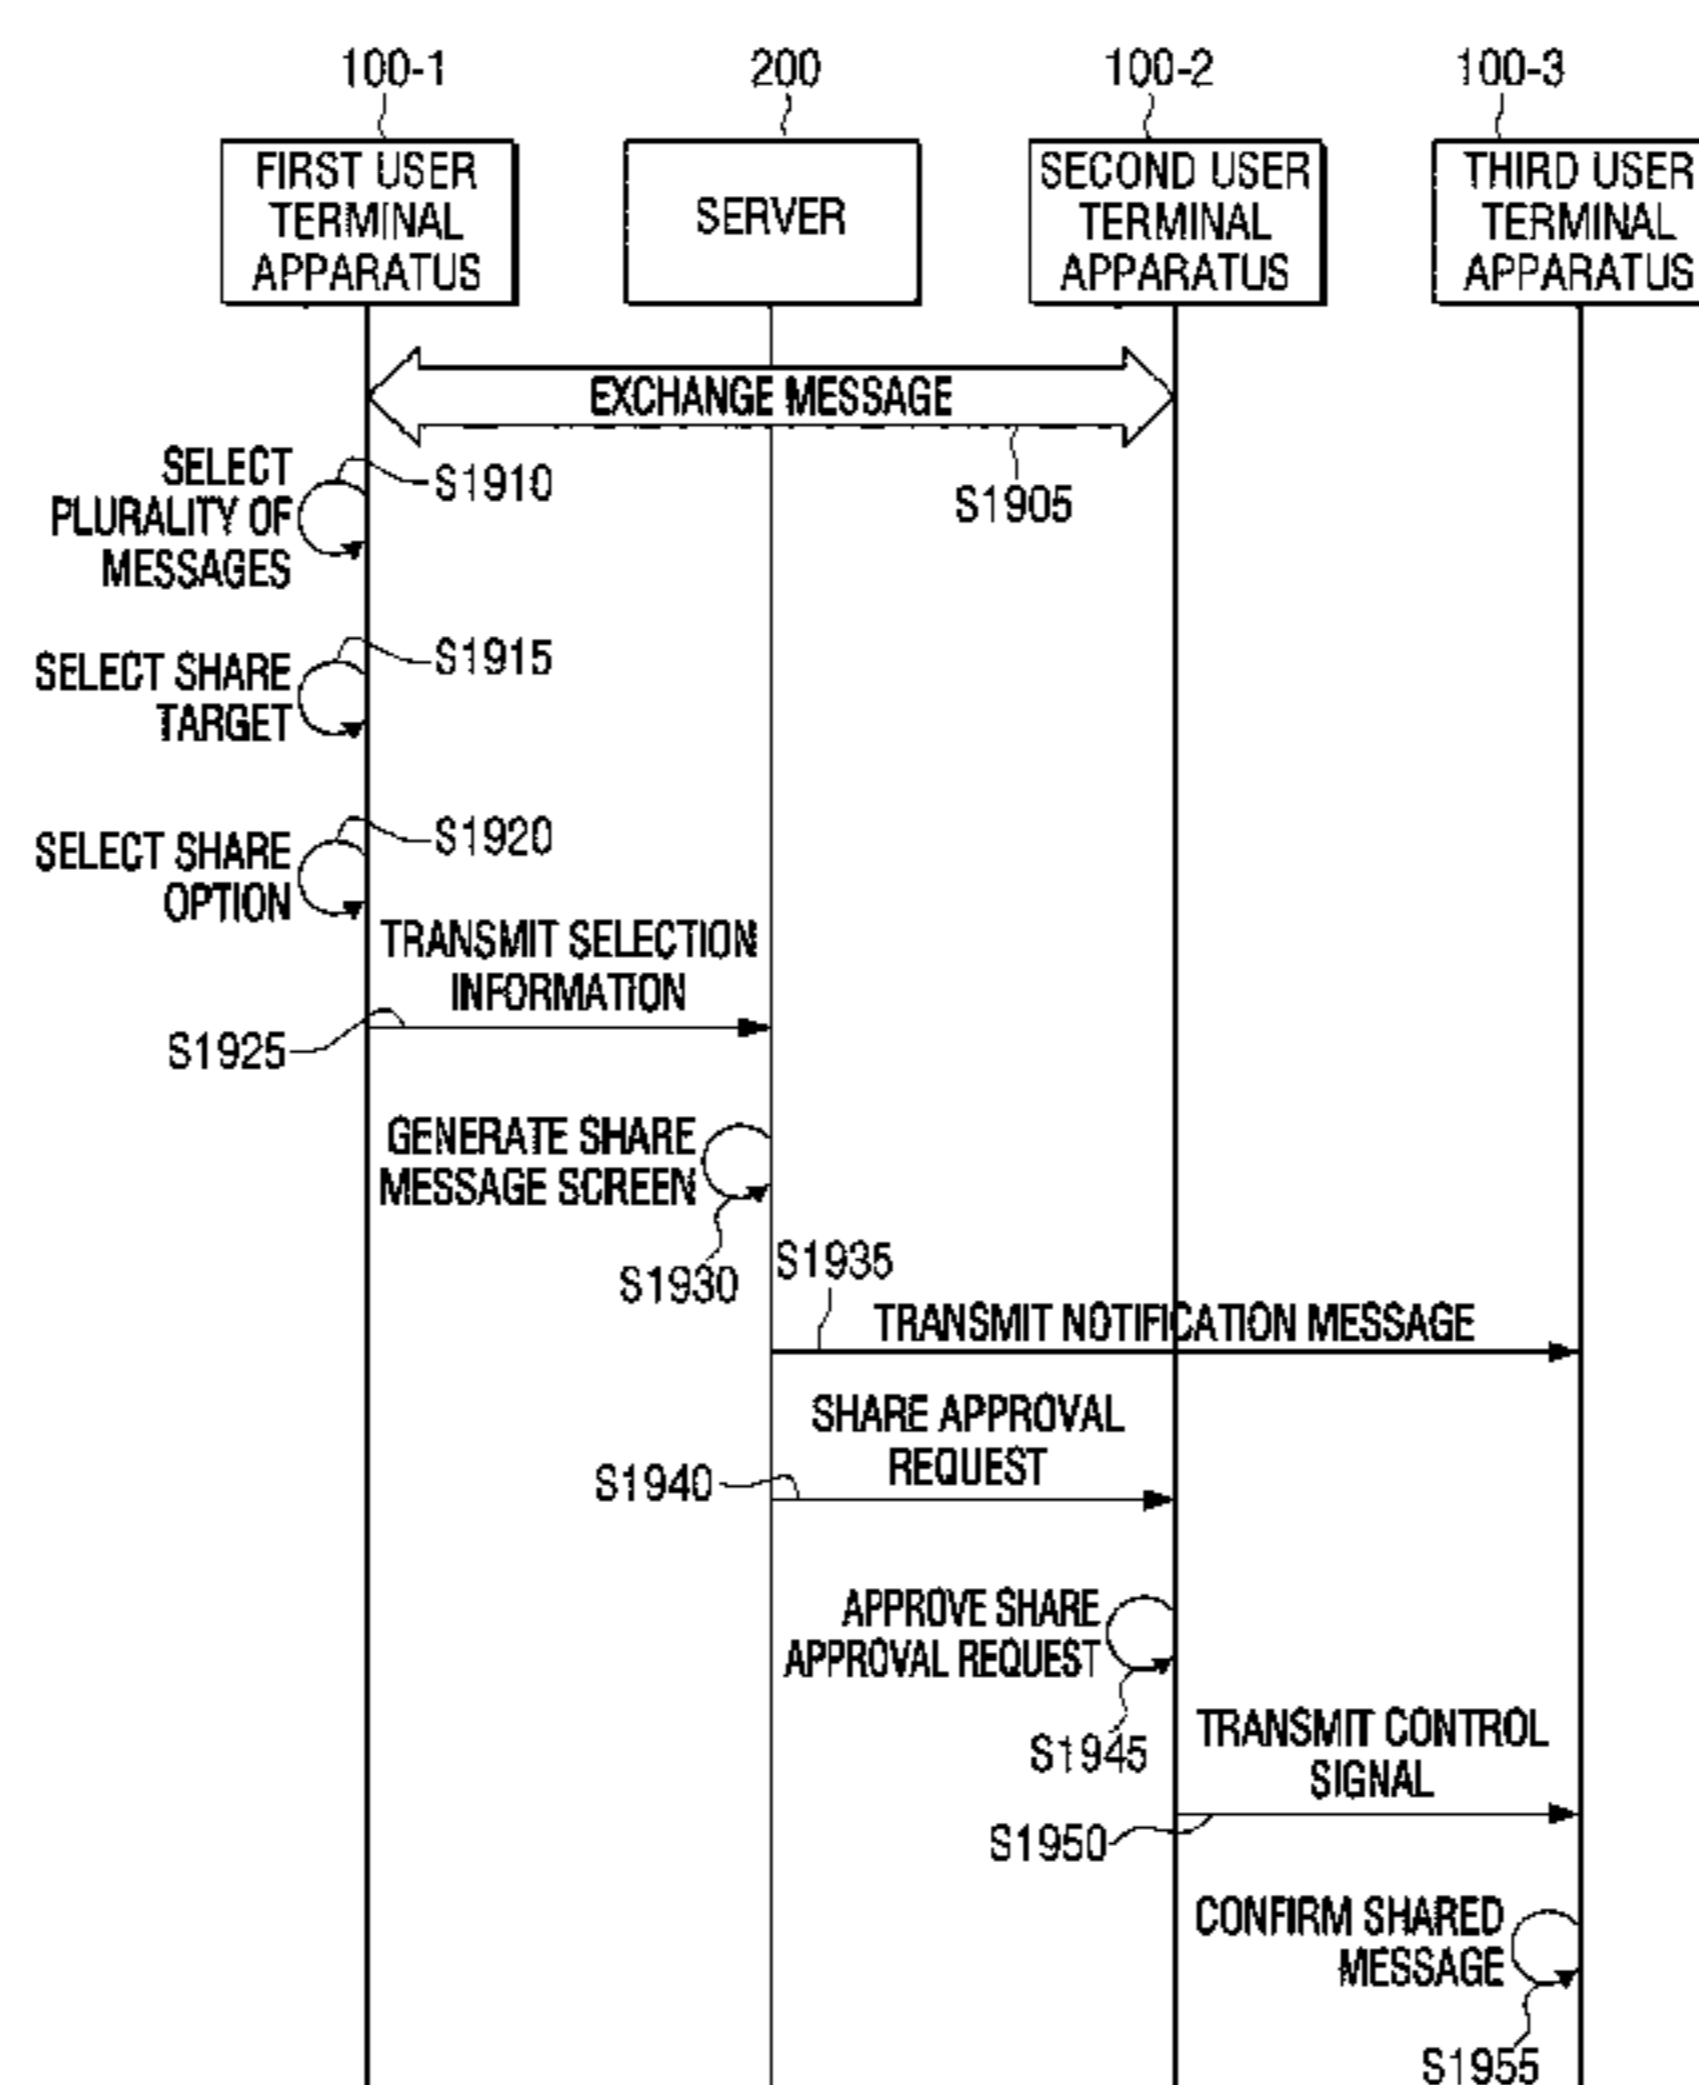 100-1
200
100-2
100-3
FIRST USER
TERMINAL
APPARATUS
SERVER
SECOND USER
TERMINAL
APPARATUS
THIRD USER
TERMINAL
APPARATUS
EXCHANGE MESSAGE
S1905
SELECT
PLURALITY OF
MESSAGES
S1910
SELECT SHARE
TARGET
S1915
SELECT SHARE
OPTION
S1920
TRANSMIT SELECTION
INFORMATION
S1925
GENERATE SHARE
MESSAGE SCREEN
S1930
S1935
TRANSMIT NOTIFICATION MESSAGE
SHARE APPROVAL
REQUEST
S1940
APPROVE SHARE
APPROVAL REQUEST
S1945
TRANSMIT CONTROL
SIGNAL
S1950
CONFIRM SHARED
MESSAGE
S1955